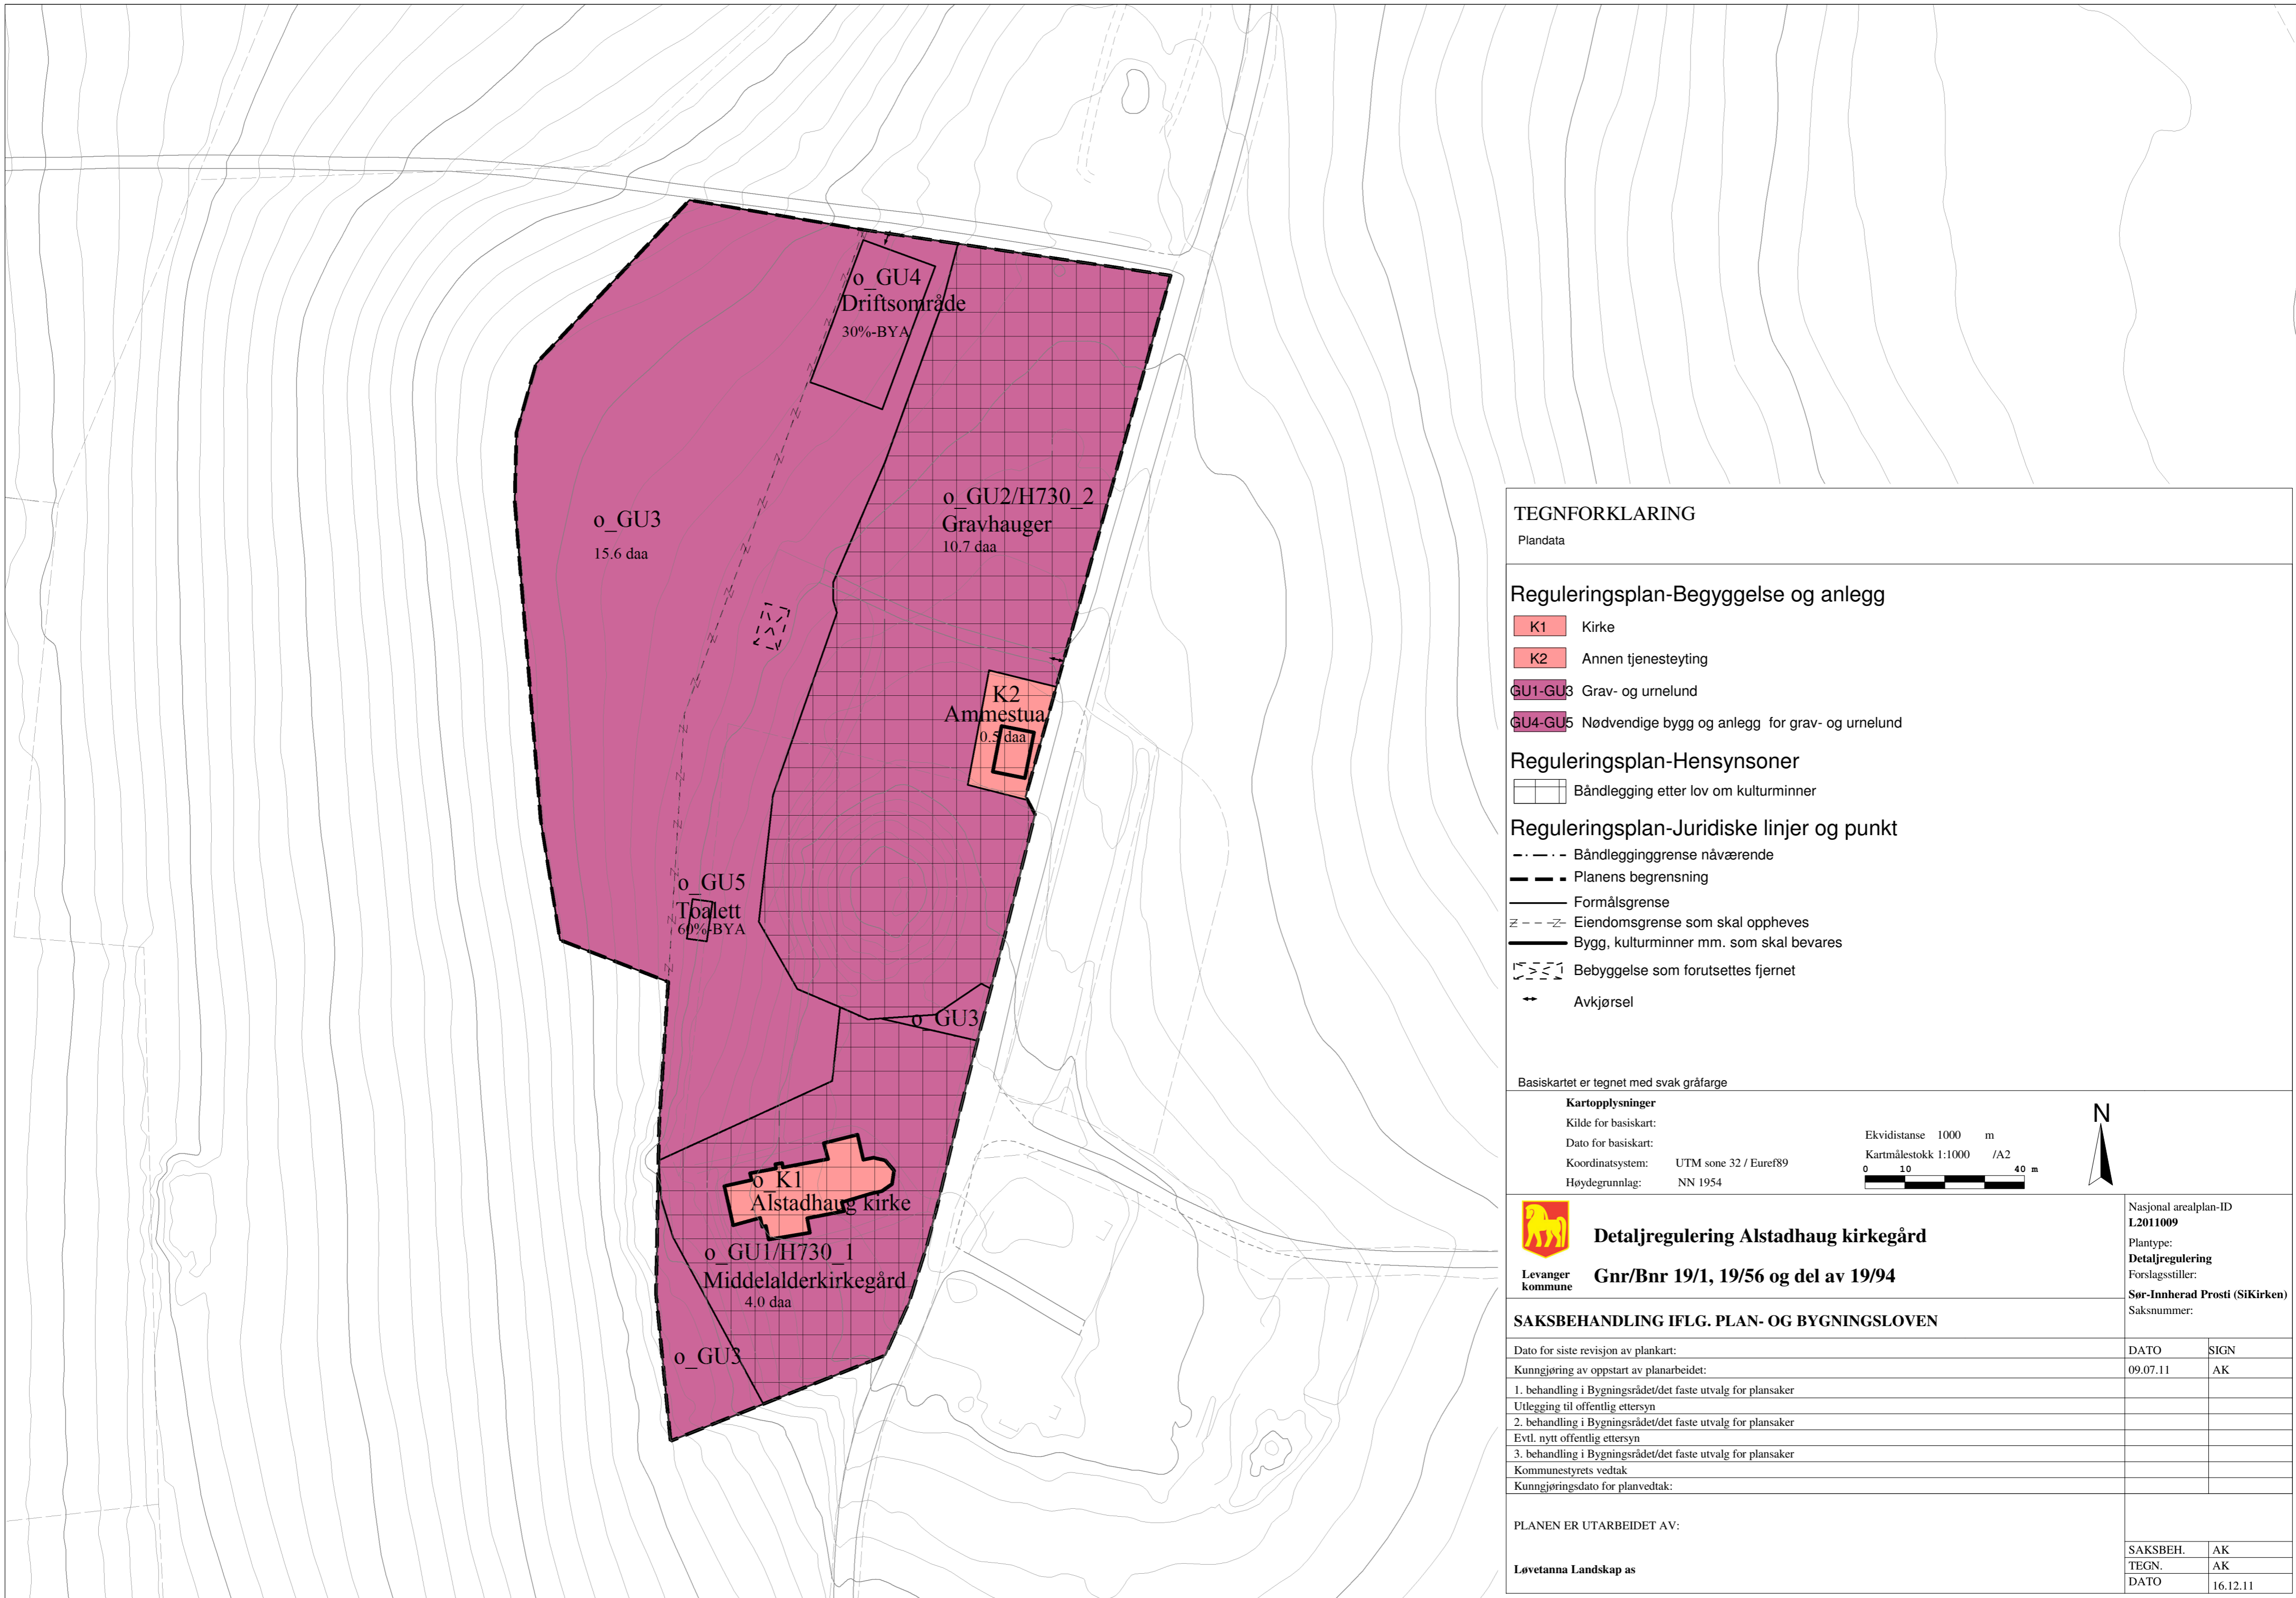 o_GU4
Driftsområde
30%-BYA
o_GU2/H730_2
Gravhauger
10.7 daa
o_GU3
15.6 daa
K2
Ammestua
0.5 daa
o_GU5
Toalett
60%-BYA
o_GU3
o_K1
Alstadhaug kirke
o_GU1/H730_1
Middelalderkirkegård
4.0 daa
o_GU3
TEGNFORKLARING
Plandata
Reguleringsplan-Begyggelse og anlegg
K1 Kirke
K2 Annen tjenesteyting
GU1-GU3 Grav- og urnelund
GU4-GU5 Nødvendige bygg og anlegg for grav- og urnelund
Reguleringsplan-Hensynsoner
Båndlegging etter lov om kulturminner
Reguleringsplan-Juridiske linjer og punkt
Båndlegginggrense nåværende
Planens begrensning
Formålsgrense
Eiendomsgrense som skal oppheves
Bygg, kulturminner mm. som skal bevares
Bebyggelse som forutsettes fjernet
Avkjørsel
Basiskartet er tegnet med svak gråfarge
Kartopplysninger
Kilde for basiskart:
Dato for basiskart:
Koordinatsystem: UTM sone 32 / Euref89
Høydegrunnlag: NN 1954
Ekvidistanse 1000 m
Kartmålestokk 1:1000 /A2
0 10 40 m
N
Levanger
kommune
Detaljregulering Alstadhaug kirkegård
Gnr/Bnr 19/1, 19/56 og del av 19/94
Nasjonal arealplan-ID
L2011009
Plantype:
Detaljregulering
Forslagsstiller:
Sør-Innherad Prosti (SiKirken)
Saksnummer:
SAKSBEHANDLING IFLG. PLAN- OG BYGNINGSLOVEN
Dato for siste revisjon av plankart: DATO SIGN
Kunngjøring av oppstart av planarbeidet: 09.07.11 AK
1. behandling i Bygningsrådet/det faste utvalg for plansaker
Utlegging til offentlig ettersyn
2. behandling i Bygningsrådet/det faste utvalg for plansaker
Evtl. nytt offentlig ettersyn
3. behandling i Bygningsrådet/det faste utvalg for plansaker
Kommunestyrets vedtak
Kunngjøringsdato for planvedtak:
PLANEN ER UTARBEIDET AV:
Løvetanna Landskap as
SAKSBEH. AK
TEGN. AK
DATO 16.12.11